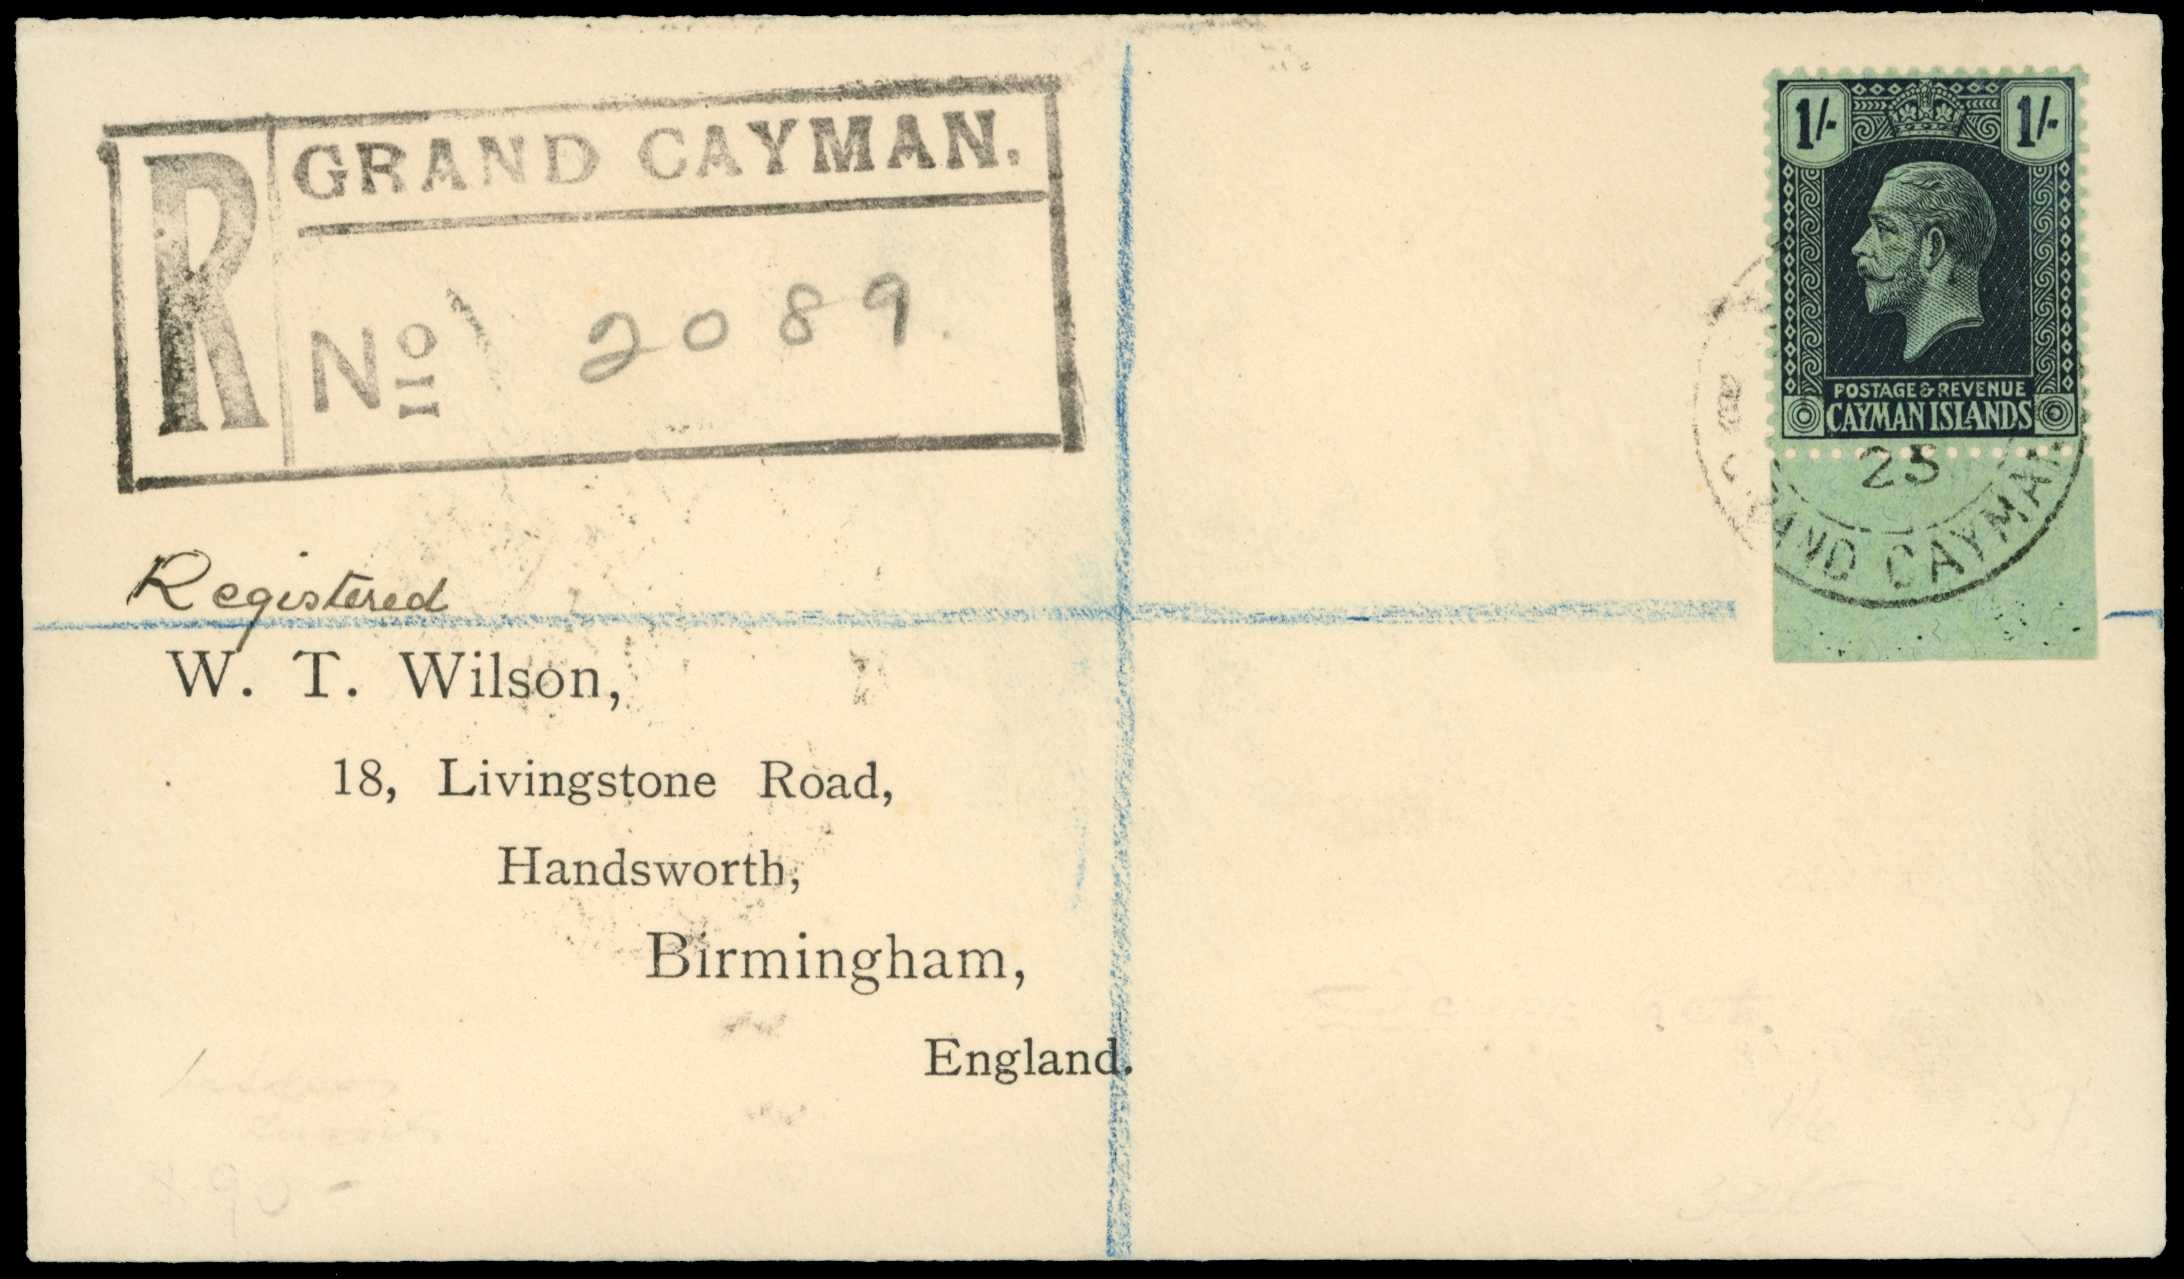 GRAND CAYMAN.
R
No 2089
1/- 1/-
POSTAGE & REVENUE
CAYMAN ISLANDS
25
GRAND CAYMAN
Registered
W. T. Wilson,
18, Livingstone Road,
Handsworth,
Birmingham,
England.